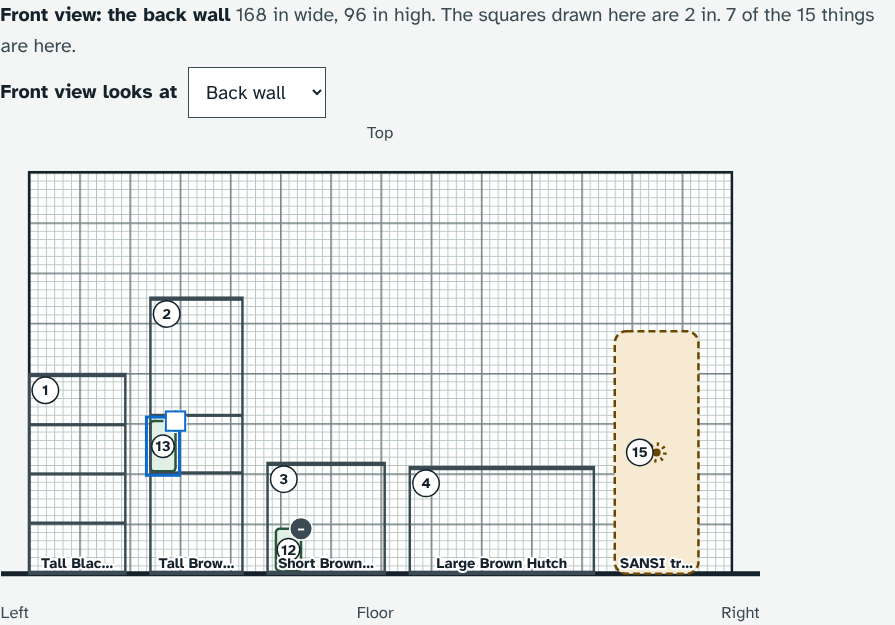 Front view: the back wall 168 in wide, 96 in high. The squares drawn here are 2 in. 7 of the 15 things
are here.
Front view looks at Back wall
Top
2
1
13
15
3
4
12
Tall Blac... Tall Brow... Short Brown... Large Brown Hutch SANSI tr...
Left Floor Right